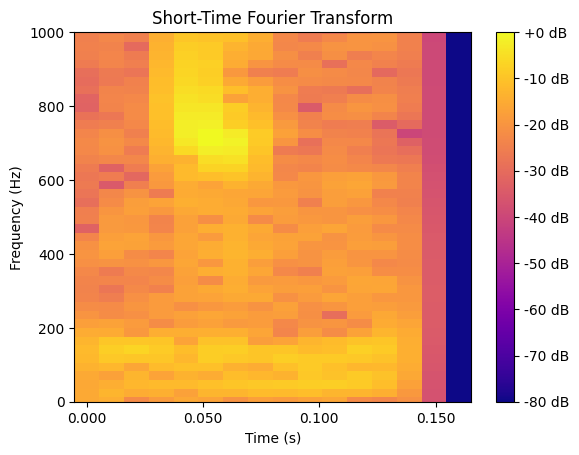 Short-Time Fourier Transform
1000
800
600
400
200
0
Frequency (Hz)
0.000
0.050
0.100
0.150
Time (s)
+0 dB
-10 dB
-20 dB
-30 dB
-40 dB
-50 dB
-60 dB
-70 dB
-80 dB